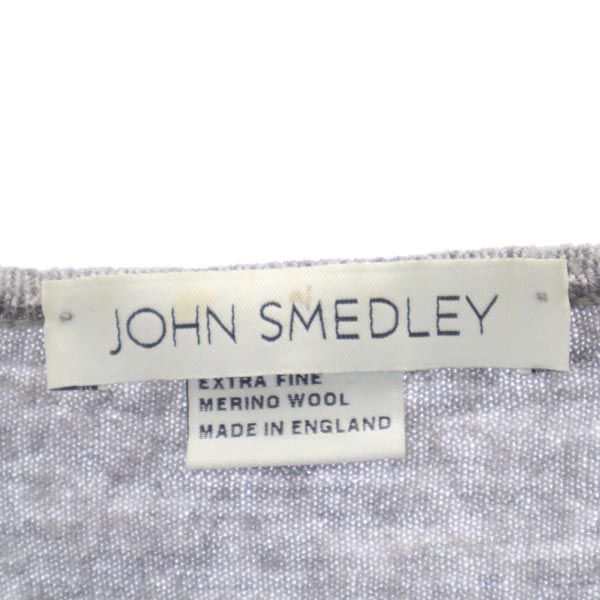 JOHN SMEDLEY
EXTRA FINE
MERINO WOOL
MADE IN ENGLAND